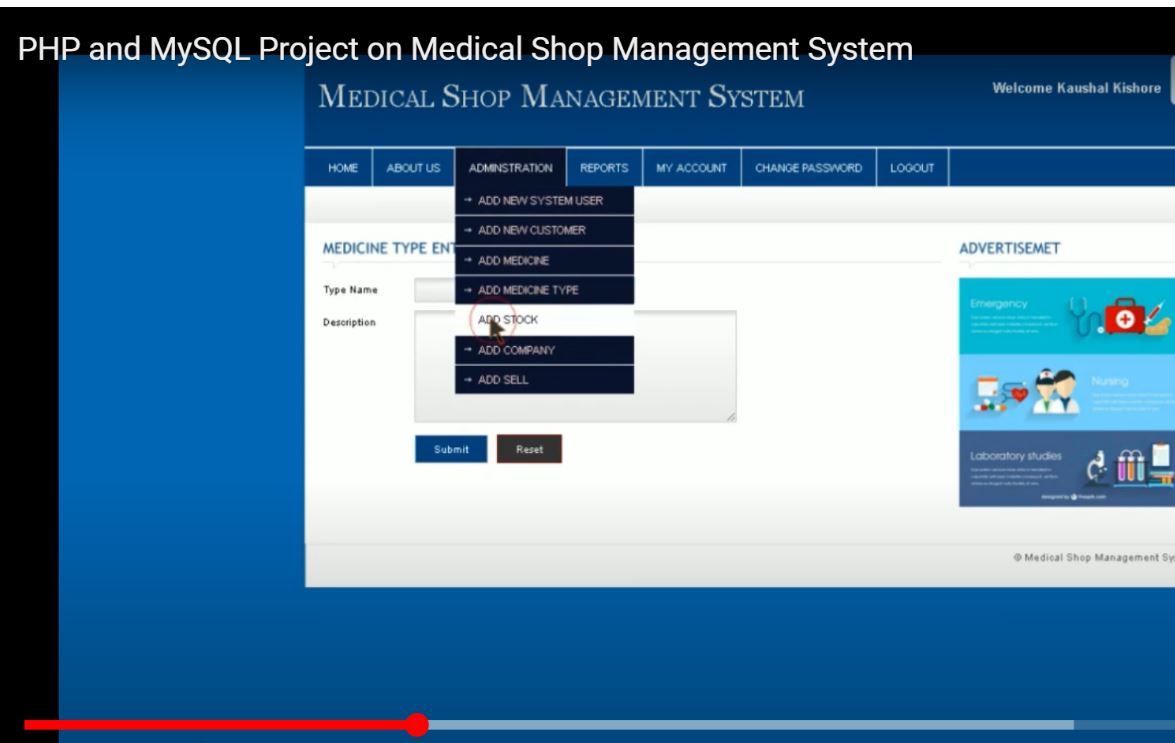 PHP and MySQL Project on Medical Shop Management System
MEDICAL SHOP MANAGEMENT SYSTEM
Welcome Kaushal Kishore
HOME
ABOUT US
ADMINSTRATION
REPORTS
MY ACCOUNT
CHANGE PASSWORD
LOGOUT
→ ADD NEW SYSTEM USER
→ ADD NEW CUSTOMER
→ ADD MEDICINE
→ ADD MEDICINE TYPE
ADD STOCK
→ ADD COMPANY
→ ADD SELL
MEDICINE TYPE ENT
Type Name
Description
Submit
Reset
ADVERTISEMET
Emergency
Nursing
Laboratory studies
© Medical Shop Management Sy